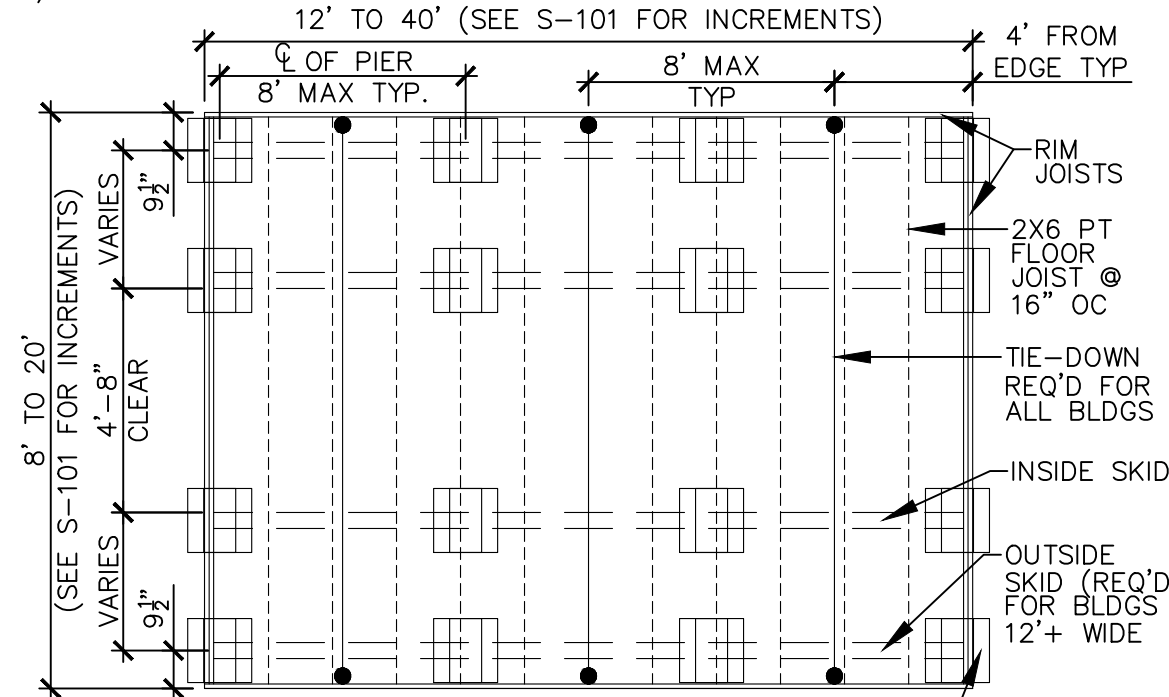 12' TO 40' (SEE S-101 FOR INCREMENTS)
℄ OF PIER
8' MAX TYP.
8' MAX
TYP
4' FROM
EDGE TYP
8' TO 20'
(SEE S-101 FOR INCREMENTS)
VARIES
9½"
4'-8"
CLEAR
VARIES
9½"
RIM
JOISTS
2X6 PT
FLOOR
JOIST @
16" OC
TIE-DOWN
REQ'D FOR
ALL BLDGS
INSIDE SKID
OUTSIDE
SKID (REQ'D
FOR BLDGS
12'+ WIDE